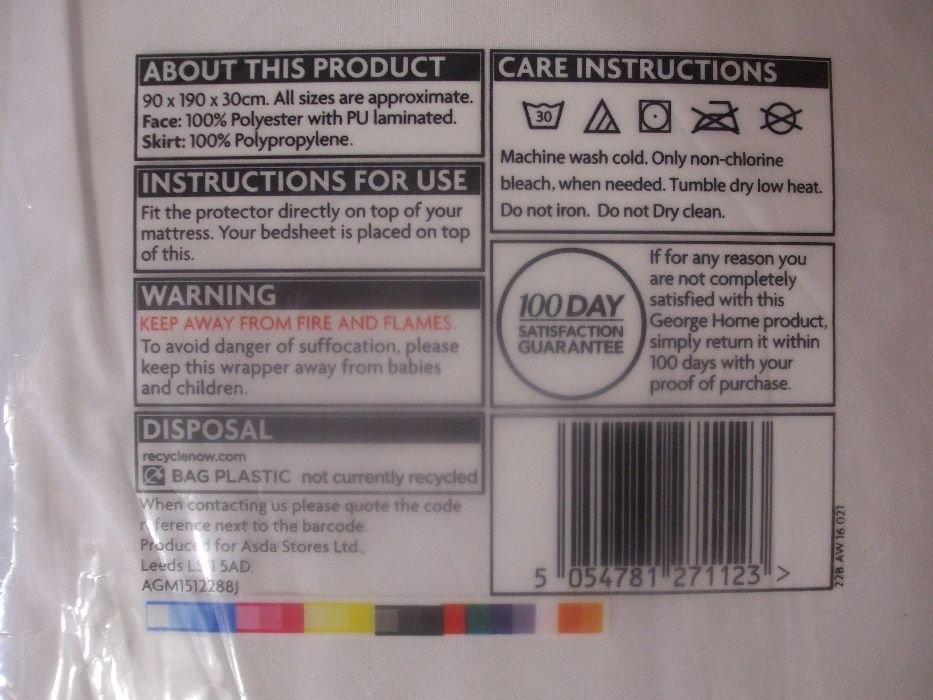 ABOUT THIS PRODUCT
90 x 190 x 30cm. All sizes are approximate.
Face: 100% Polyester with PU laminated.
Skirt: 100% Polypropylene.
INSTRUCTIONS FOR USE
Fit the protector directly on top of your
mattress. Your bedsheet is placed on top
of this.
WARNING
KEEP AWAY FROM FIRE AND FLAMES.
To avoid danger of suffocation, please
keep this wrapper away from babies
and children.
DISPOSAL
recyclenow.com
BAG PLASTIC not currently recycled
When contacting us please quote the code
reference next to the barcode.
Produced for Asda Stores Ltd.,
Leeds 5AD.
AGM1512288J
CARE INSTRUCTIONS
30
Machine wash cold. Only non-chlorine
bleach, when needed. Tumble dry low heat.
Do not iron. Do not Dry clean.
100 DAY
SATISFACTION
GUARANTEE
If for any reason you
are not completely
satisfied with this
George Home product,
simply return it within
100 days with your
proof of purchase.
5 054781 271123 >
22B AW.16.021